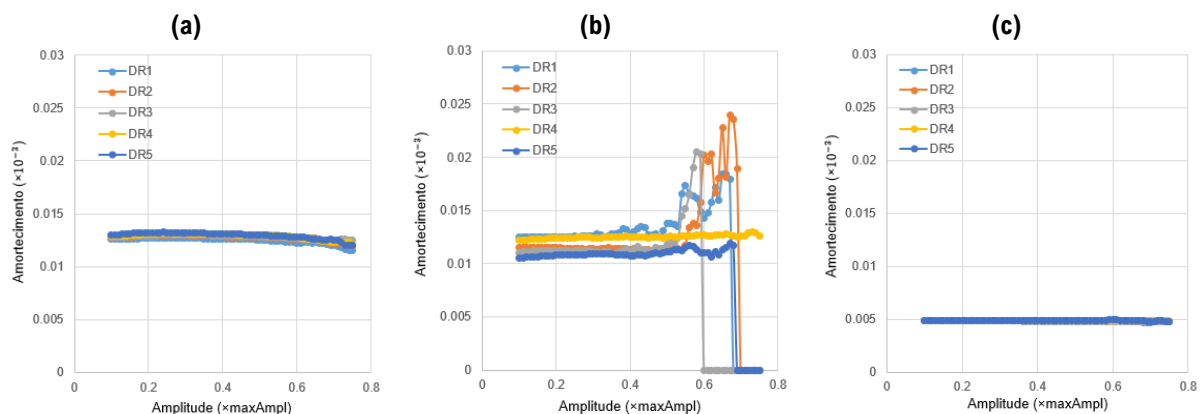 (a)
0.03
0.025
0.02
0.015
0.01
0.005
0
Amortecimento (×10⁻³)
DR1
DR2
DR3
DR4
DR5
0 0.2 0.4 0.6 0.8
Amplitude (×maxAmpl)
(b)
0.03
0.025
0.02
0.015
0.01
0.005
0
Amortecimento (×10⁻³)
DR1
DR2
DR3
DR4
DR5
0 0.2 0.4 0.6 0.8
Amplitude (×maxAmpl)
(c)
0.03
0.025
0.02
0.015
0.01
0.005
0
Amortecimento (×10⁻³)
DR1
DR2
DR3
DR4
DR5
0 0.2 0.4 0.6 0.8
Amplitude (×maxAmpl)